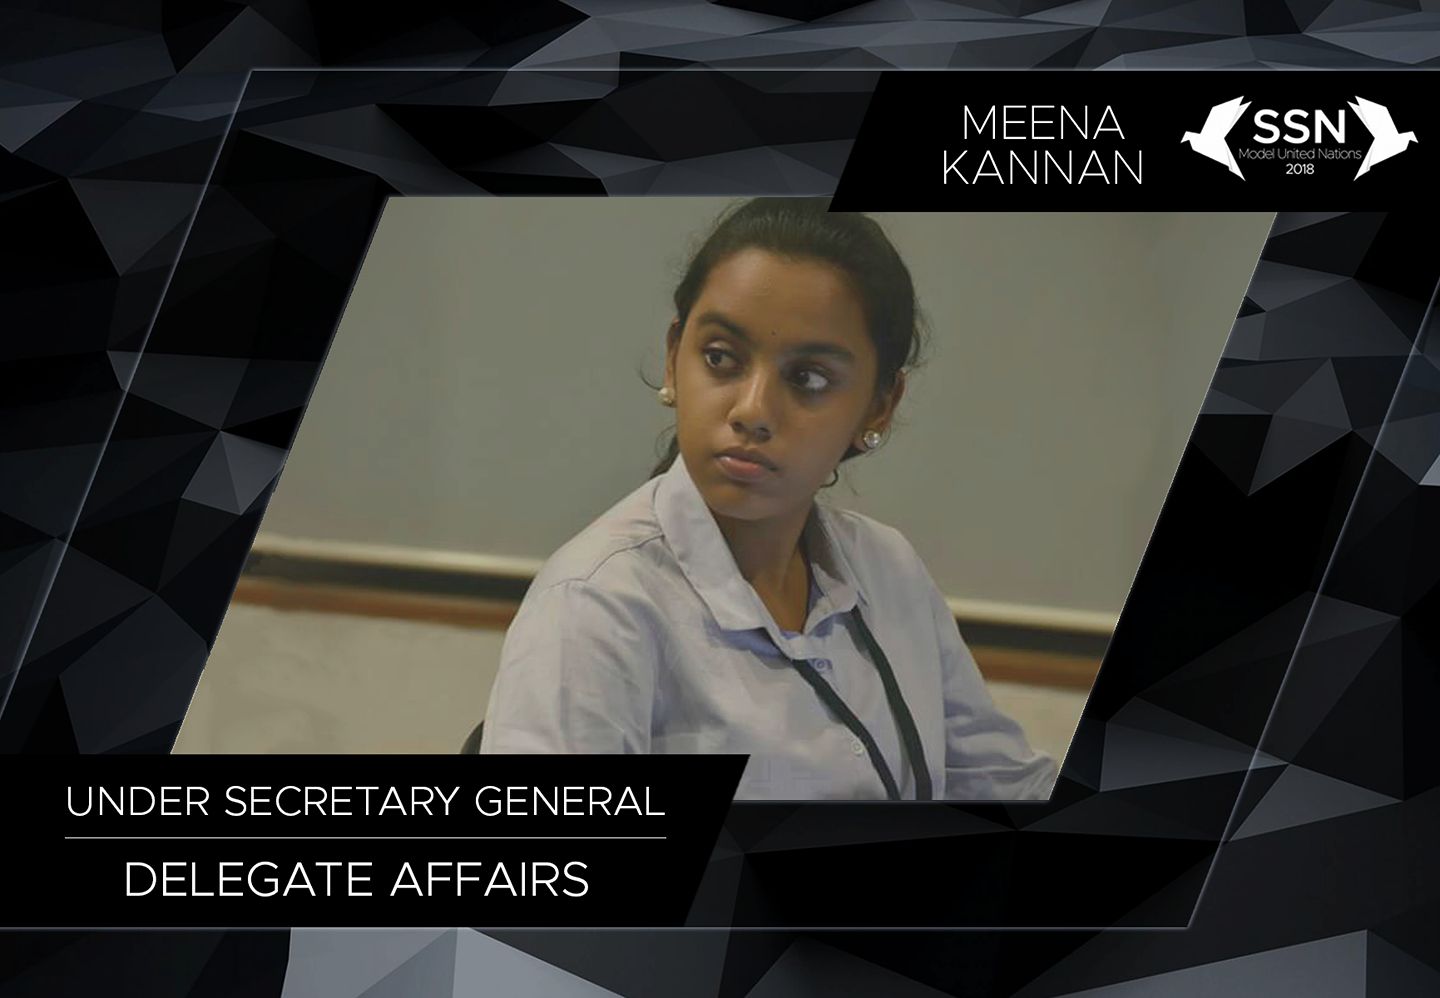 MEENA
KANNAN
SSN
Model United Nations
2018
UNDER SECRETARY GENERAL
DELEGATE AFFAIRS